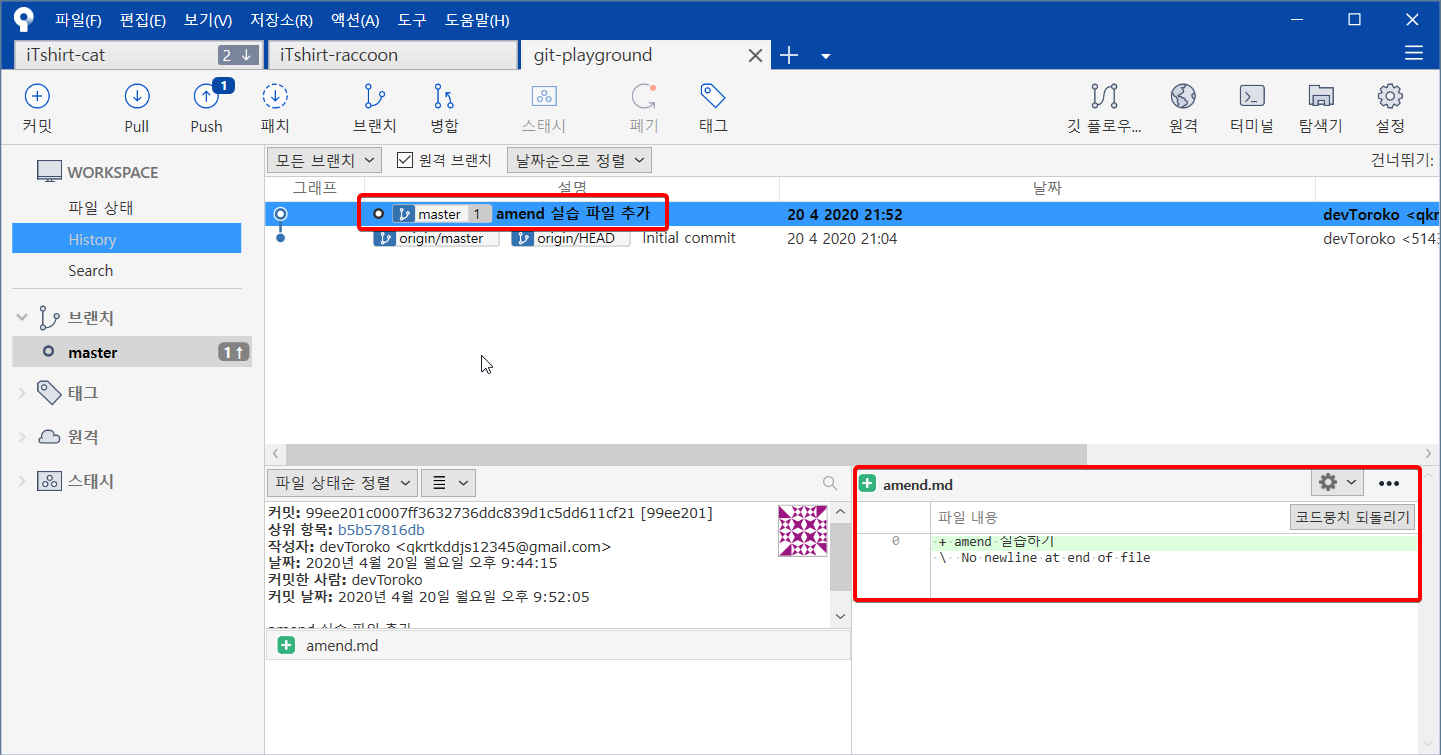 파일(F) 편집(E) 보기(V) 저장소(R) 액션(A) 도구 도움말(H)
iTshirt-cat 2 ↓ iTshirt-raccoon git-playground
1
커밋 Pull Push 패치 브랜치 병합 스태시 폐기 태그 깃 플로우... 원격 터미널 탐색기 설정
WORKSPACE
파일 상태
History
Search
브랜치
master 1↑
태그
원격
스태시
모든 브랜치 원격 브랜치 날짜순으로 정렬 건너뛰기:
그래프 설명 날짜
master 1 amend 실습 파일 추가 20 4 2020 21:52 devToroko <qkr
origin/master origin/HEAD Initial commit 20 4 2020 21:04 devToroko <5143
파일 상태순 정렬
커밋: 99ee201c0007ff3632736ddc839d1c5dd611cf21 [99ee201]
상위 항목: b5b57816db
작성자: devToroko <qkrtkddjs12345@gmail.com>
날짜: 2020년 4월 20일 월요일 오후 9:44:15
커밋한 사람: devToroko
커밋 날짜: 2020년 4월 20일 월요일 오후 9:52:05
amend 실습 파일 추가
amend.md
amend.md
파일 내용 코드뭉치 되돌리기
0 + amend 실습하기
\ No newline at end of file